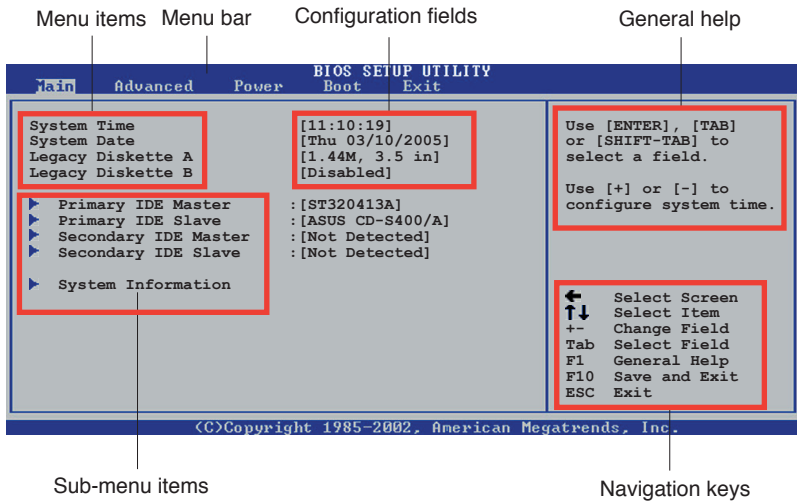 Menu items Menu bar Configuration fields General help
BIOS SETUP UTILITY
Main Advanced Power Boot Exit
System Time [11:10:19]
System Date [Thu 03/10/2005]
Legacy Diskette A [1.44M, 3.5 in]
Legacy Diskette B [Disabled]
Primary IDE Master :[ST320413A]
Primary IDE Slave :[ASUS CD-S400/A]
Secondary IDE Master :[Not Detected]
Secondary IDE Slave :[Not Detected]
System Information
Use [ENTER], [TAB]
or [SHIFT-TAB] to
select a field.
Use [+] or [-] to
configure system time.
Select Screen
↑↓ Select Item
+- Change Field
Tab Select Field
F1 General Help
F10 Save and Exit
ESC Exit
(C)Copyright 1985-2002, American Megatrends, Inc.
Sub-menu items Navigation keys